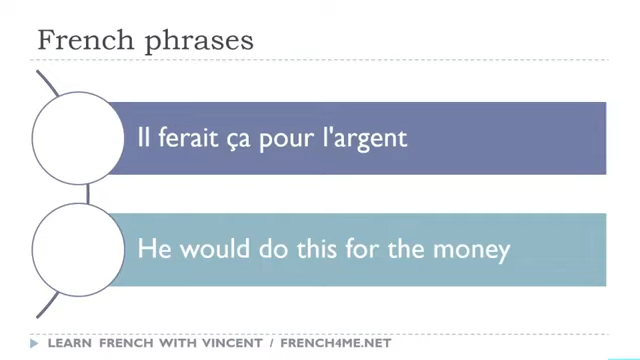 French phrases
Il ferait ça pour l'argent
He would do this for the money
LEARN FRENCH WITH VINCENT / FRENCH4ME.NET